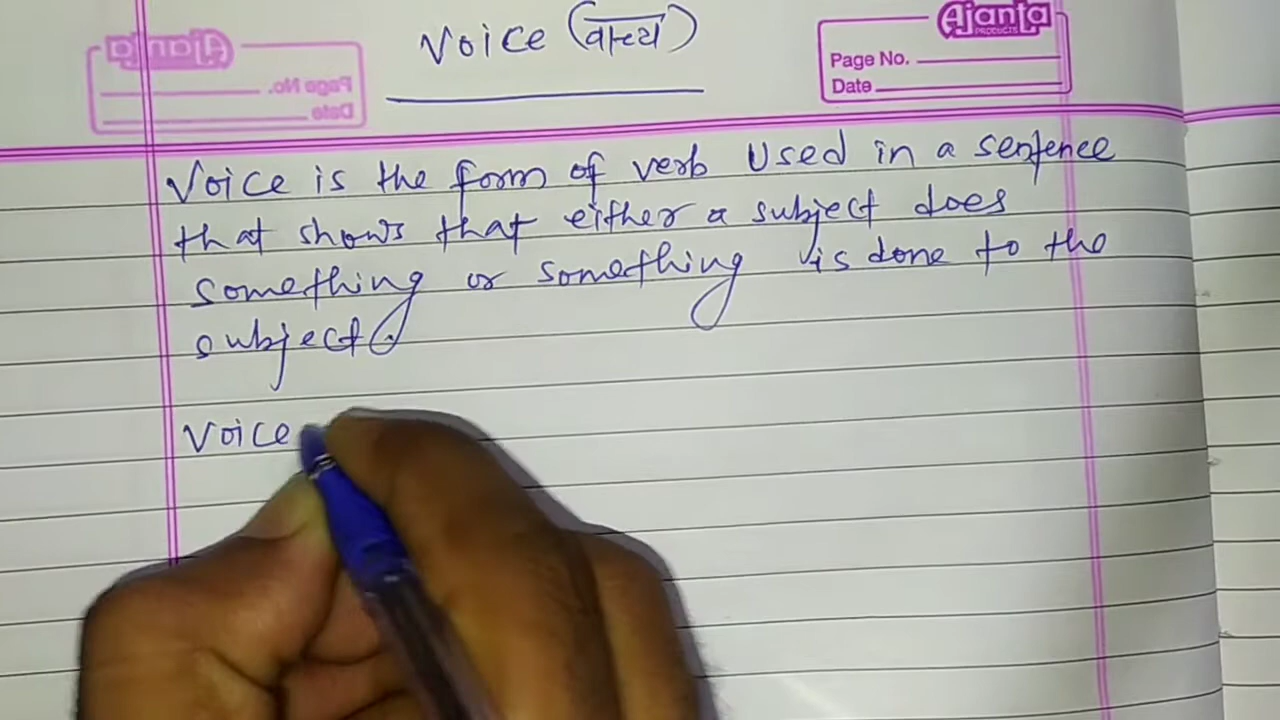 Voice (वाच्य)
Ajanta
PRODUCTS
Page No.
Date
Voice is the form of verb used in a sentence
that shows that either a subject does
something or something is done to the
subject.
Voice